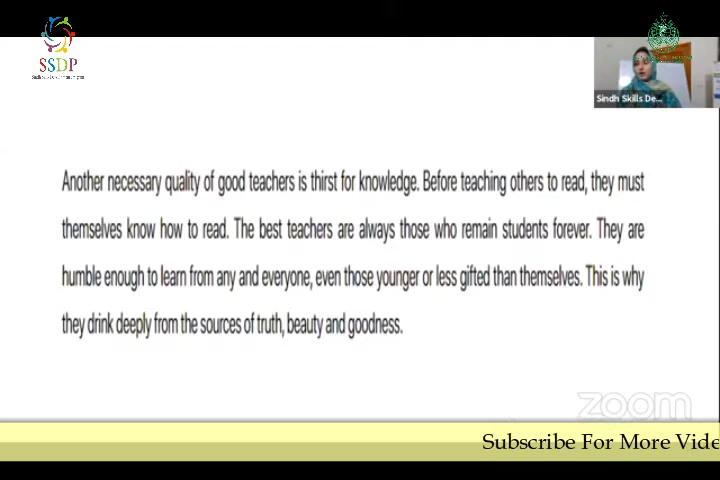 SSDP
Sindh Skills De...
Another necessary quality of good teachers is thirst for knowledge. Before teaching others to read, they must
themselves know how to read. The best teachers are always those who remain students forever. They are
humble enough to learn from any and everyone, even those younger or less gifted than themselves. This is why
they drink deeply from the sources of truth, beauty and goodness.
zoom
Subscribe For More Vide